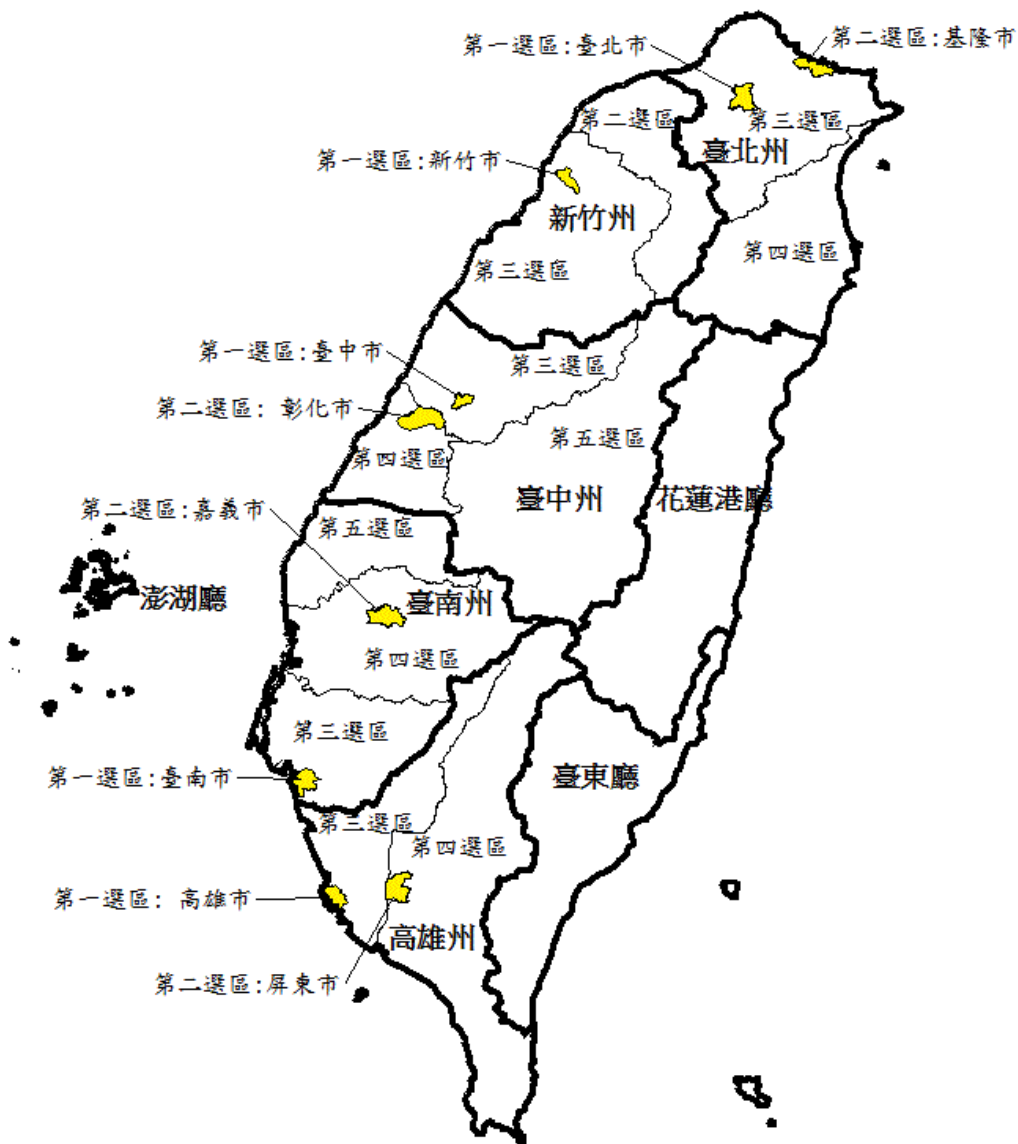 第一選區:臺北市
第二選區:基隆市
第二選區
第三選區
臺北州
第一選區:新竹市
新竹州
第四選區
第三選區
第一選區:臺中市
第三選區
第二選區: 彰化市
第五選區
第四選區
臺中州
花蓮港廳
第二選區:嘉義市
第五選區
澎湖廳
臺南州
第四選區
第三選區
第一選區:臺南市
臺東廳
第三選區
第四選區
第一選區: 高雄市
高雄州
第二選區:屏東市